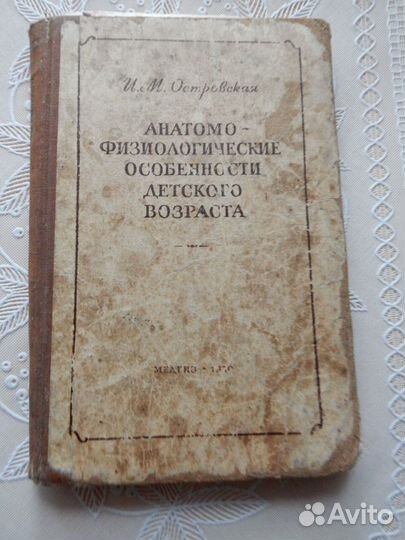 И. М. Островская
АНАТОМО-
ФИЗИОЛОГИЧЕСКИЕ
ОСОБЕННОСТИ
ДЕТСКОГО
ВОЗРАСТА
МЕДГИЗ
Avito